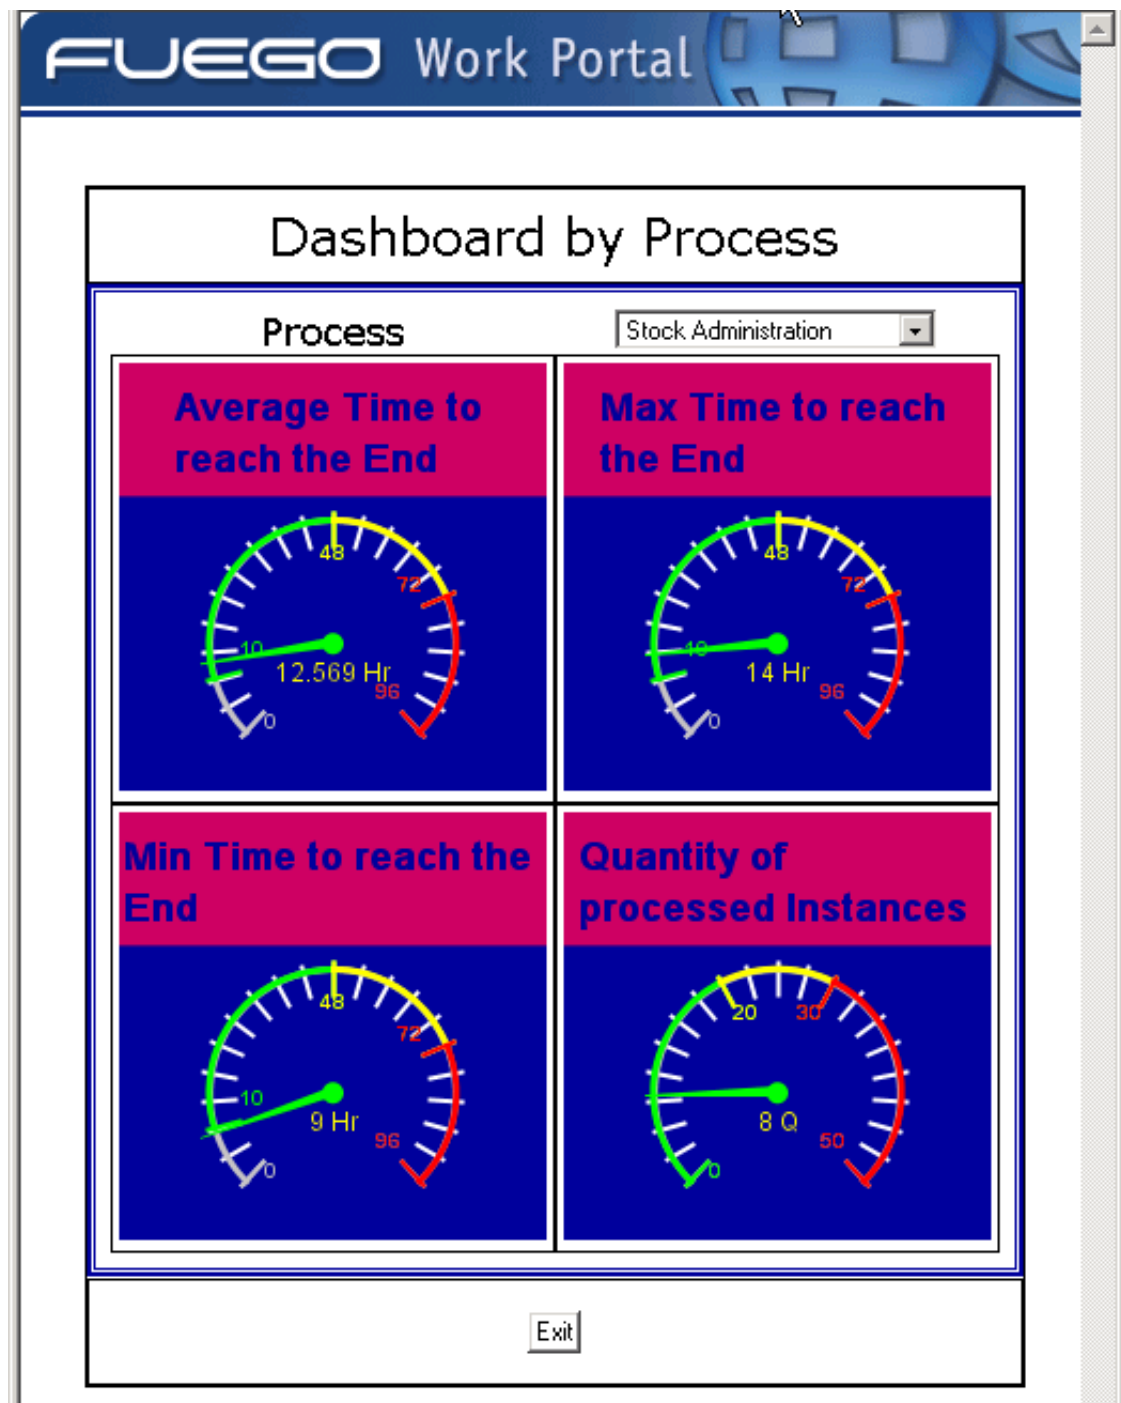 FUEGO Work Portal
Dashboard by Process
Process
Stock Administration
Average Time to
reach the End
48
72
10
12.569 Hr
96
0
Max Time to reach
the End
48
72
10
14 Hr
96
0
Min Time to reach the
End
48
72
10
9 Hr
96
0
Quantity of
processed Instances
20
30
8 Q
50
0
Exit